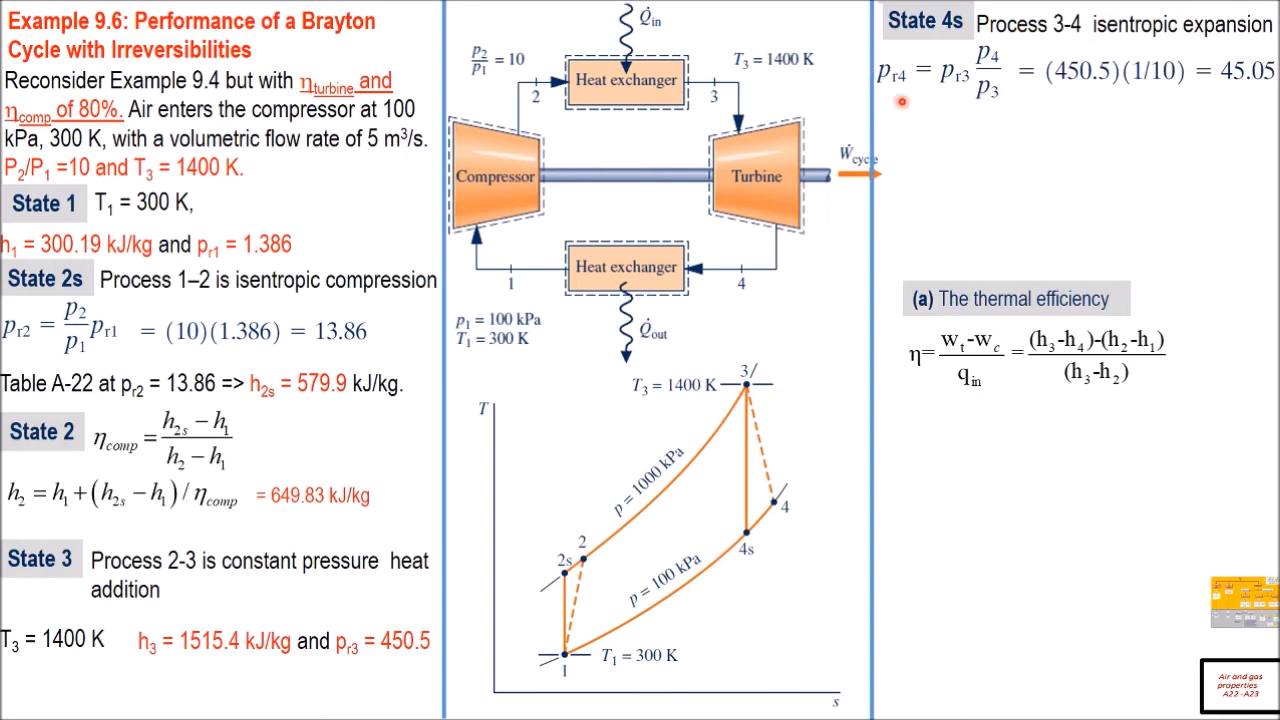 Example 9.6: Performance of a Brayton
Cycle with Irreversibilities
Reconsider Example 9.4 but with ηturbine and
ηcomp of 80%. Air enters the compressor at 100
kPa, 300 K, with a volumetric flow rate of 5 m³/s.
P₂/P₁ =10 and T₃ = 1400 K.
State 1 T₁ = 300 K,
h₁ = 300.19 kJ/kg and pr1 = 1.386
State 2s Process 1–2 is isentropic compression
pr2 = p₂/p₁ pr1 = (10)(1.386) = 13.86
Table A-22 at pr2 = 13.86 => h2s = 579.9 kJ/kg.
State 2 ηcomp = (h2s − h₁)/(h₂ − h₁)
h₂ = h₁ + (h2s − h₁) / ηcomp = 649.83 kJ/kg
State 3 Process 2-3 is constant pressure heat
addition
T₃ = 1400 K h₃ = 1515.4 kJ/kg and pr3 = 450.5
Q̇in
p₂/p₁ = 10
Heat exchanger
T₃ = 1400 K
2
3
Compressor
Turbine
Ẇcycle
Heat exchanger
1
4
p₁ = 100 kPa
T₁ = 300 K
Q̇out
T
T₃ = 1400 K
3
p = 1000 kPa
2
2s
4
4s
p = 100 kPa
1
T₁ = 300 K
s
State 4s Process 3-4 isentropic expansion
pr4 = pr3 p₄/p₃ = (450.5)(1/10) = 45.05
(a) The thermal efficiency
η= (wt-wc)/qin = ((h₃-h₄)-(h₂-h₁))/(h₃-h₂)
Air and gas
properties
A22 -A23